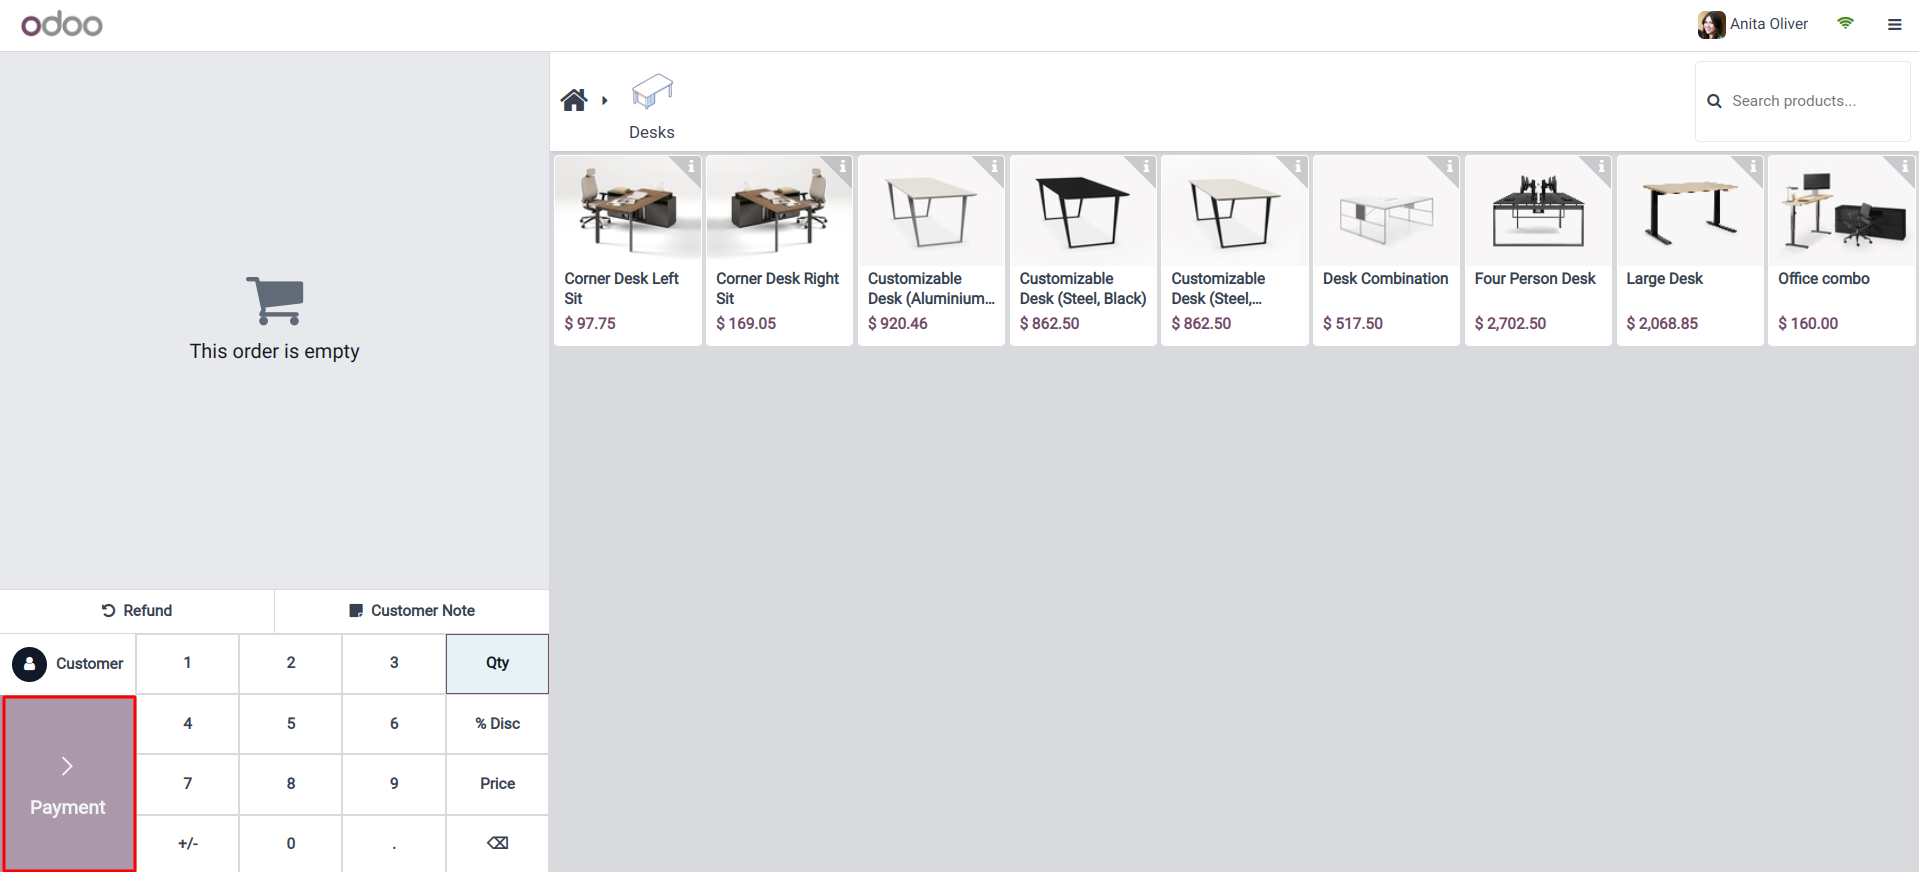 odoo
Anita Oliver
Desks
Search products...
Corner Desk Left
Sit
$ 97.75
Corner Desk Right
Sit
$ 169.05
Customizable
Desk (Aluminium...
$ 920.46
Customizable
Desk (Steel, Black)
$ 862.50
Customizable
Desk (Steel,...
$ 862.50
Desk Combination
$ 517.50
Four Person Desk
$ 2,702.50
Large Desk
$ 2,068.85
Office combo
$ 160.00
This order is empty
Refund
Customer Note
Customer
1 2 3 Qty
4 5 6 % Disc
7 8 9 Price
Payment
+/- 0 .